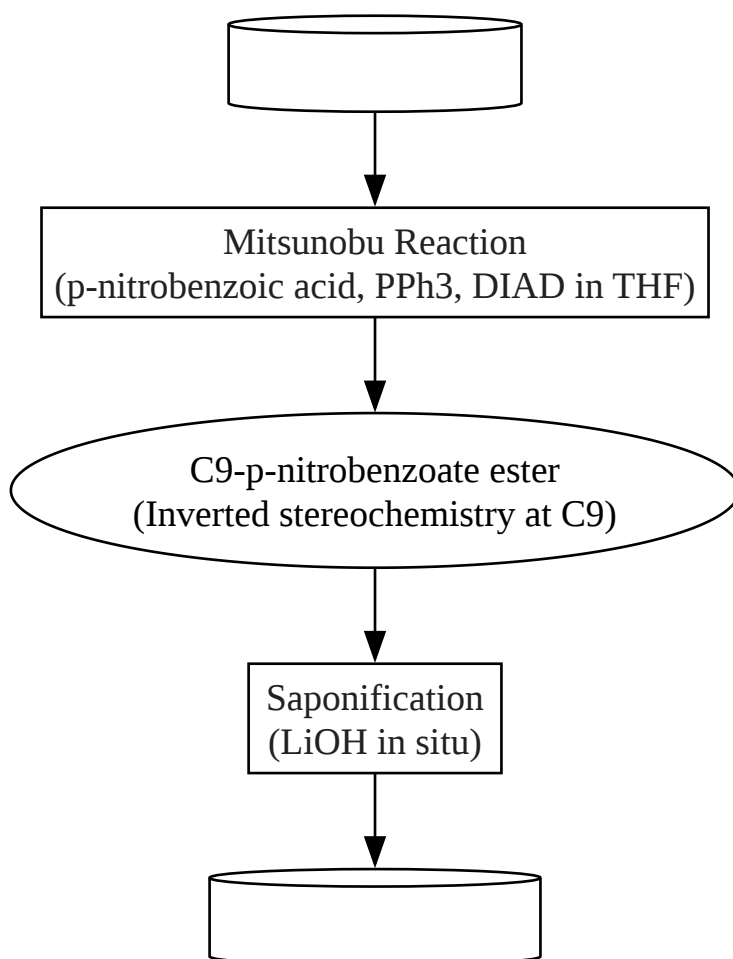 Mitsunobu Reaction
(p-nitrobenzoic acid, PPh3, DIAD in THF)
C9-p-nitrobenzoate ester
(Inverted stereochemistry at C9)
Saponification
(LiOH in situ)